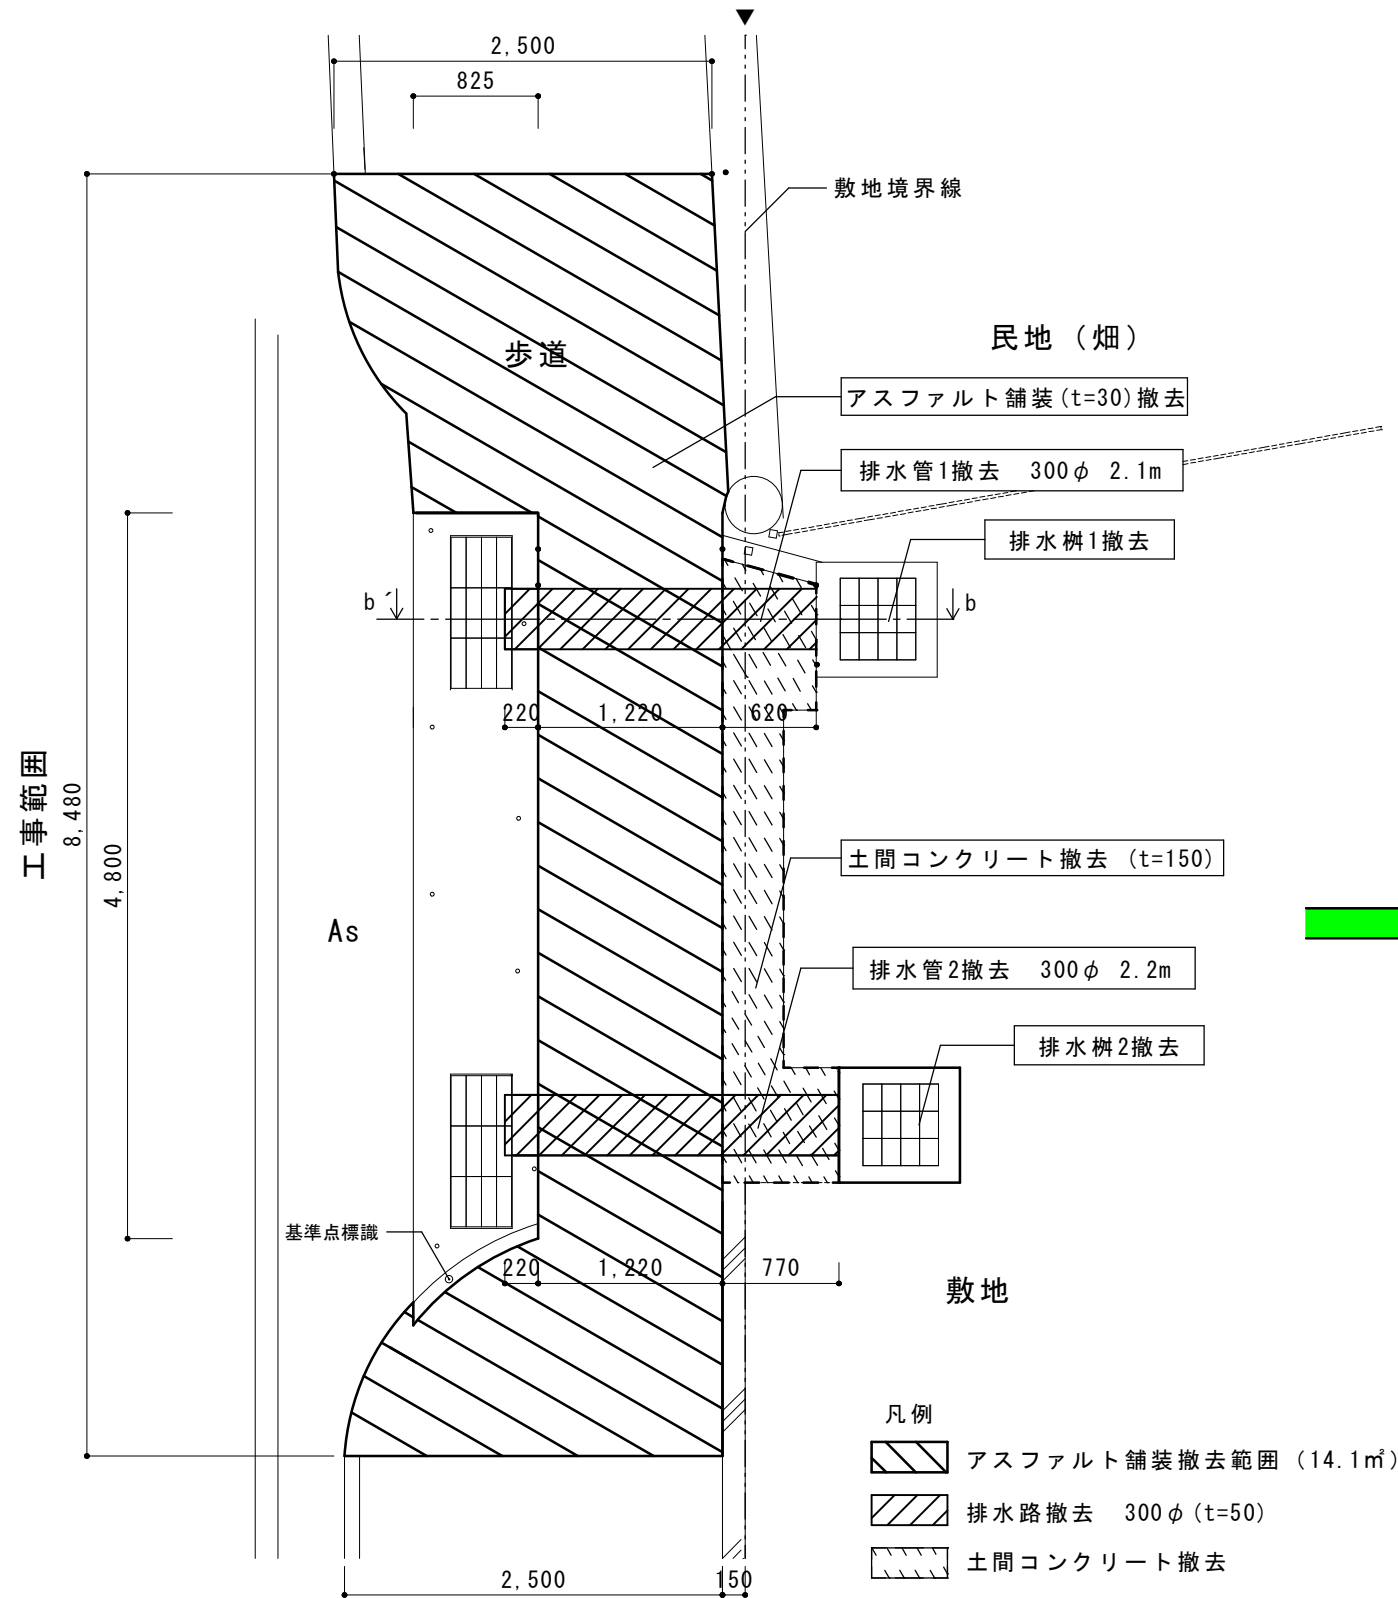 2,500
825
敷地境界線
民地（畑）
歩道
アスファルト舗装(t=30)撤去
排水管1撤去　300φ 2.1m
排水桝1撤去
b´
b
220
1,220
620
工事範囲
8,480
4,800
土間コンクリート撤去 (t=150)
As
排水管2撤去　300φ 2.2m
排水桝2撤去
基準点標識
220
1,220
770
敷地
凡例
アスファルト舗装撤去範囲 (14.1㎡)
排水路撤去　300φ(t=50)
土間コンクリート撤去
2,500
150